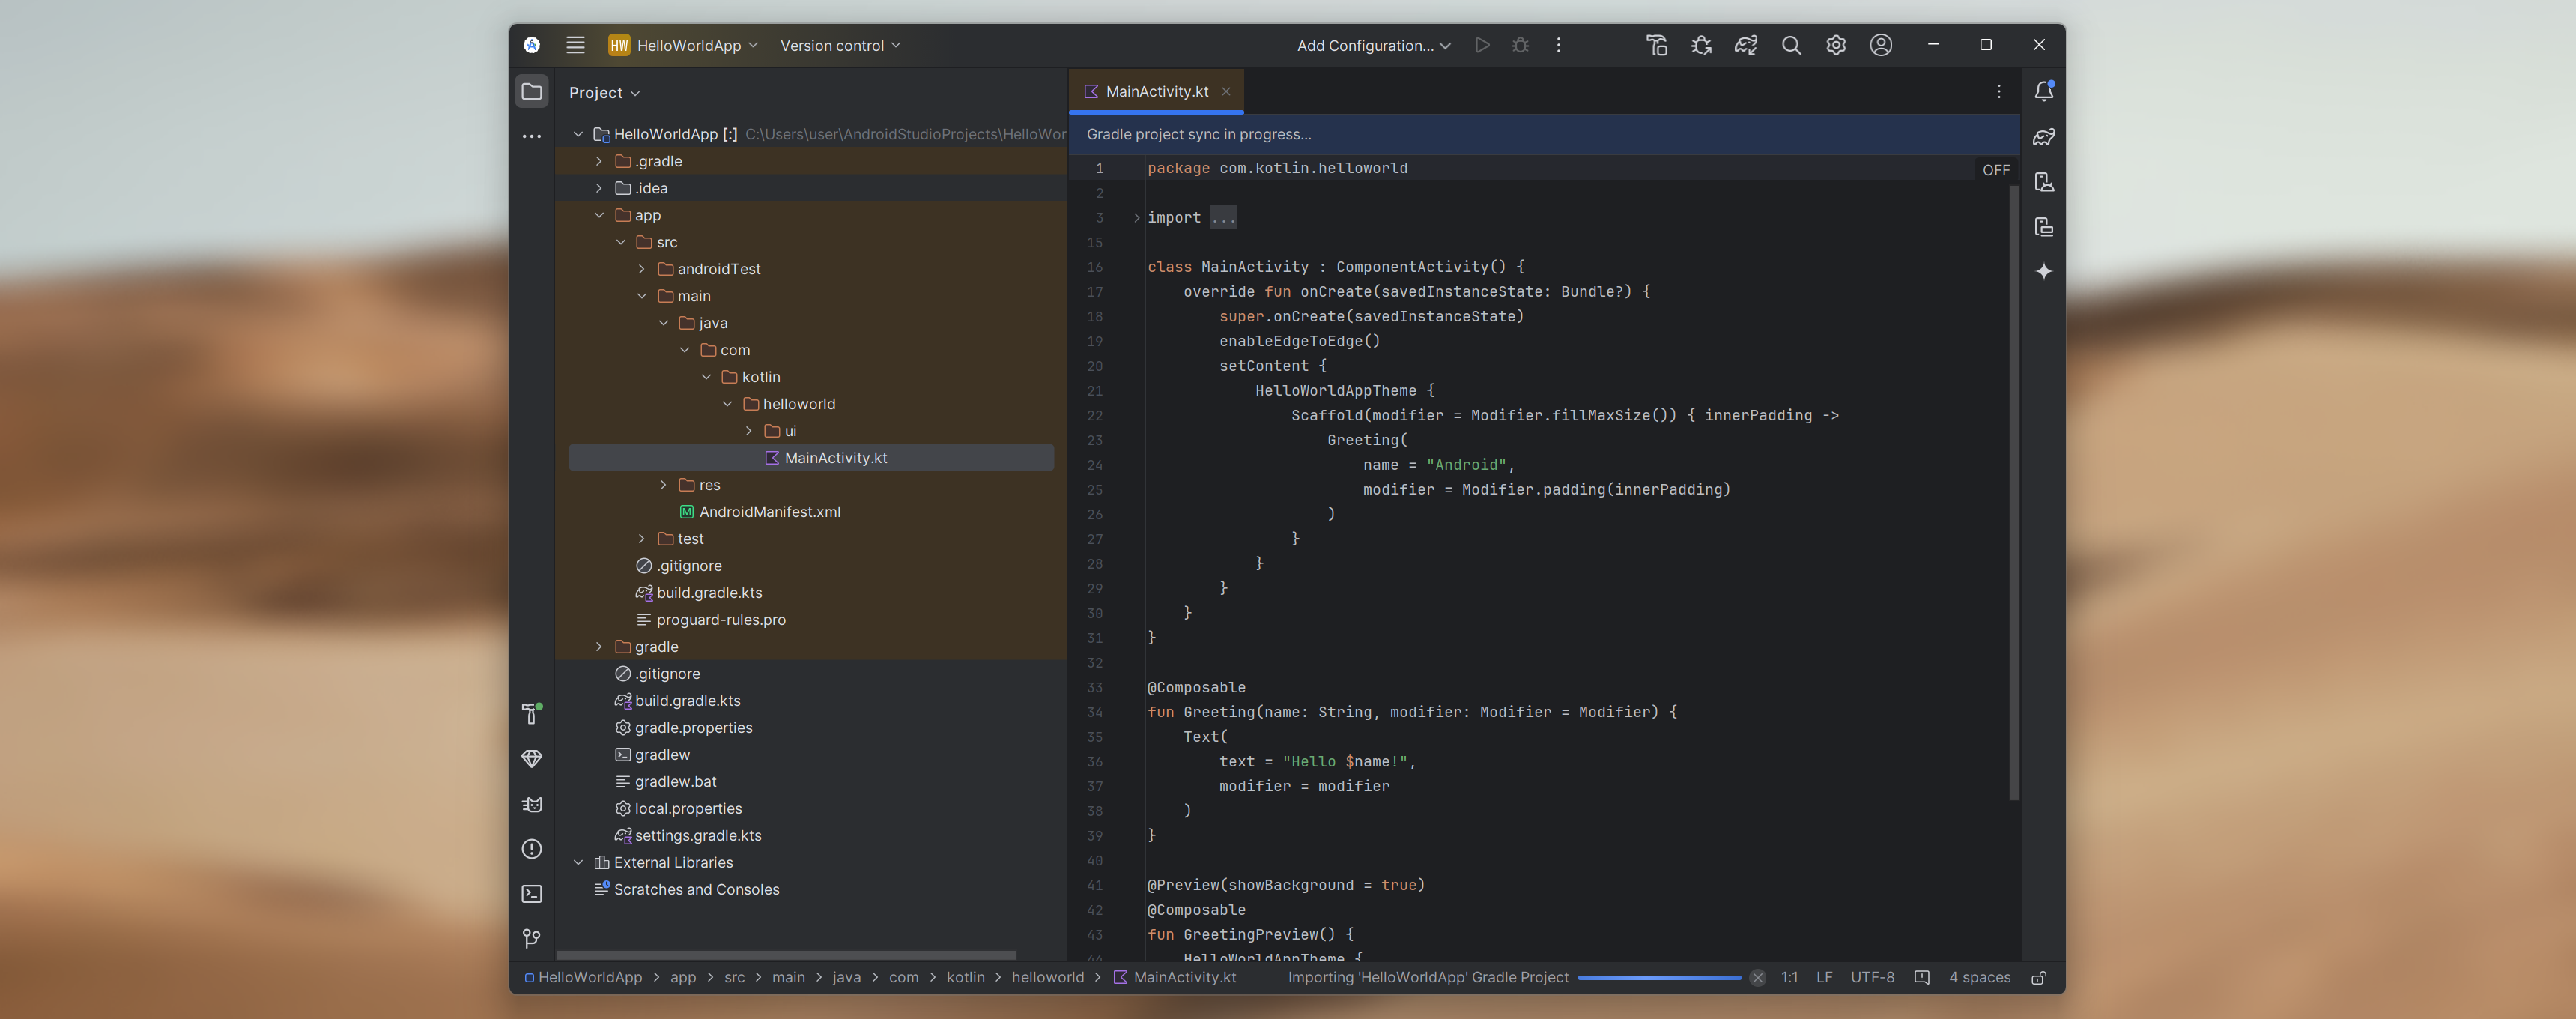 HW HelloWorldApp Version control Add Configuration...
Project
HelloWorldApp [:] C:\Users\user\AndroidStudioProjects\HelloWor
.gradle
.idea
app
src
androidTest
main
java
com
kotlin
helloworld
ui
MainActivity.kt
res
AndroidManifest.xml
test
.gitignore
build.gradle.kts
proguard-rules.pro
gradle
.gitignore
build.gradle.kts
gradle.properties
gradlew
gradlew.bat
local.properties
settings.gradle.kts
External Libraries
Scratches and Consoles
MainActivity.kt
Gradle project sync in progress...
OFF
1 package com.kotlin.helloworld
2
3 import ...
15
16 class MainActivity : ComponentActivity() {
17 override fun onCreate(savedInstanceState: Bundle?) {
18 super.onCreate(savedInstanceState)
19 enableEdgeToEdge()
20 setContent {
21 HelloWorldAppTheme {
22 Scaffold(modifier = Modifier.fillMaxSize()) { innerPadding ->
23 Greeting(
24 name = "Android",
25 modifier = Modifier.padding(innerPadding)
26 )
27 }
28 }
29 }
30 }
31 }
32
33 @Composable
34 fun Greeting(name: String, modifier: Modifier = Modifier) {
35 Text(
36 text = "Hello $name!",
37 modifier = modifier
38 )
39 }
40
41 @Preview(showBackground = true)
42 @Composable
43 fun GreetingPreview() {
44 HelloWorldAppTheme {
HelloWorldApp > app > src > main > java > com > kotlin > helloworld > MainActivity.kt Importing 'HelloWorldApp' Gradle Project 1:1 LF UTF-8 4 spaces